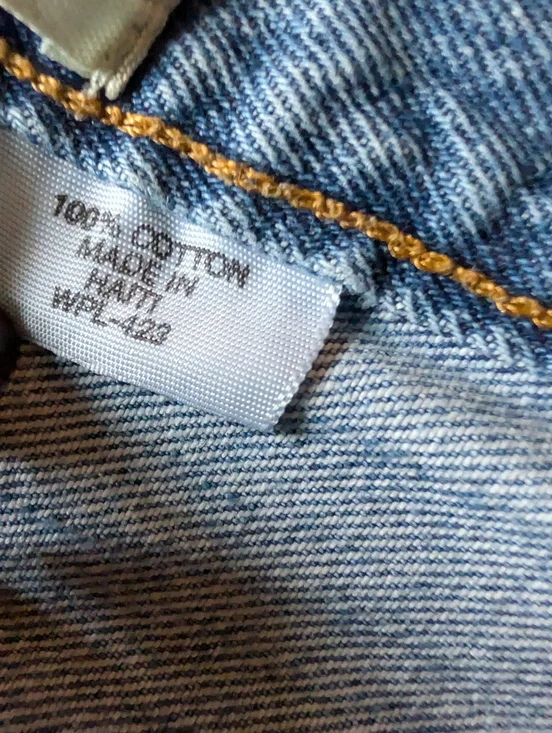 100% COTTON
MADE IN
HAITI
WPL-423